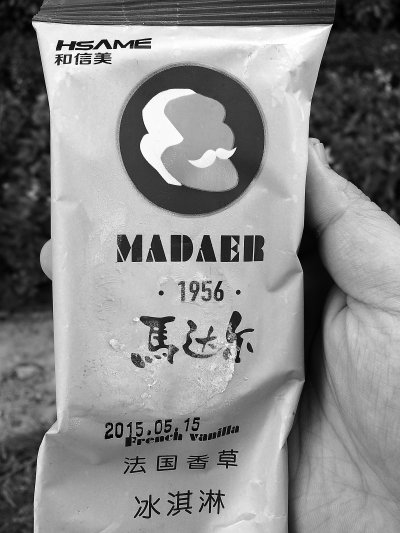 HSAME
和信美
MADAER
· 1956 ·
馬达尔
2015.05.15
French vanilla
法国香草
冰淇淋